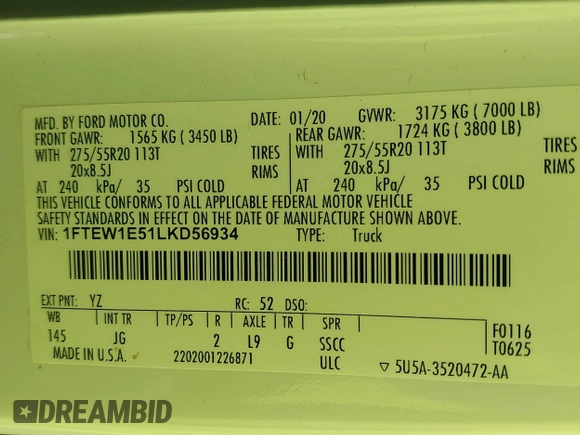 MFD. BY FORD MOTOR CO. DATE: 01/20 GVWR: 3175 KG ( 7000 LB)
FRONT GAWR: 1565 KG ( 3450 LB) REAR GAWR: 1724 KG ( 3800 LB)
WITH 275/55R20 113T TIRES WITH 275/55R20 113T TIRES
20x8.5J RIMS 20x8.5J RIMS
AT 240 kPa/ 35 PSI COLD AT 240 kPa/ 35 PSI COLD
THIS VEHICLE CONFORMS TO ALL APPLICABLE FEDERAL MOTOR VEHICLE
SAFETY STANDARDS IN EFFECT ON THE DATE OF MANUFACTURE SHOWN ABOVE.
VIN: 1FTEW1E51LKD56934 TYPE: Truck
EXT PNT: YZ RC: 52 DSO:
WB INT TR TP/PS R AXLE TR SPR F0116
145 JG 2 L9 G SSCC T0625
MADE IN U.S.A. 2202001226871 ULC ▽ 5U5A-3520472-AA
DREAMBID